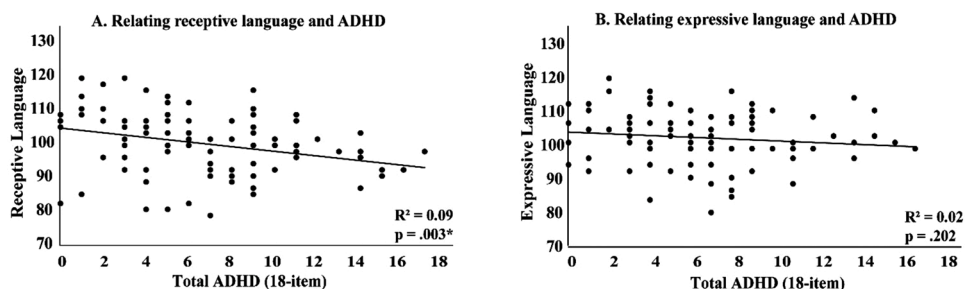 A. Relating receptive language and ADHD
130
120
110
100
90
80
70
Receptive Language
0 2 4 6 8 10 12 14 16 18
Total ADHD (18-item)
R² = 0.09
p = .003*
B. Relating expressive language and ADHD
130
120
110
100
90
80
70
Expressive Language
0 2 4 6 8 10 12 14 16 18
Total ADHD (18-item)
R² = 0.02
p = .202